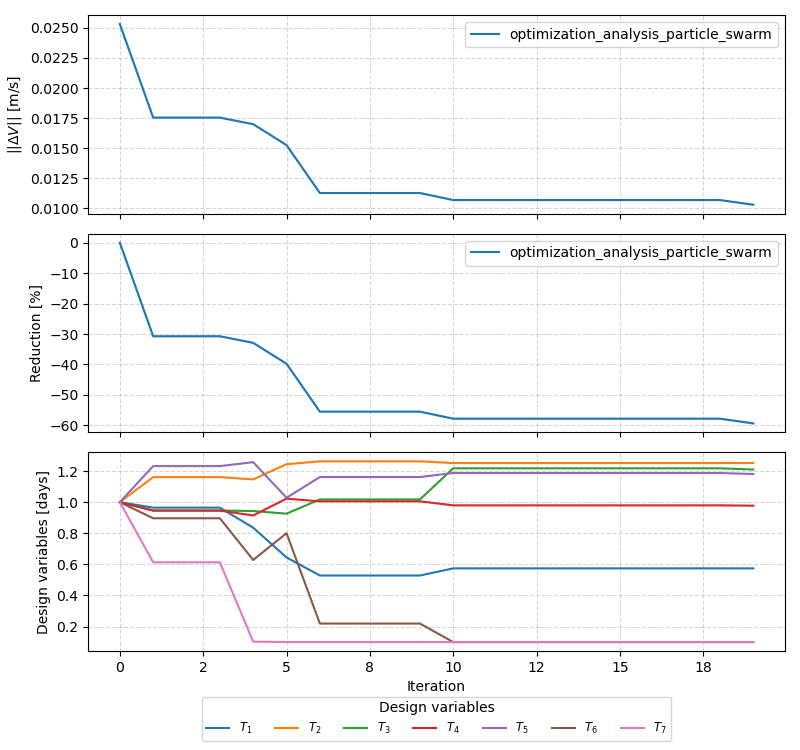 ||ΔV|| [m/s]
0.0250
0.0225
0.0200
0.0175
0.0150
0.0125
0.0100
optimization_analysis_particle_swarm
Reduction [%]
0
−10
−20
−30
−40
−50
−60
optimization_analysis_particle_swarm
Design variables [days]
1.2
1.0
0.8
0.6
0.4
0.2
0 2 5 8 10 12 15 18
Iteration
Design variables
T₁ T₂ T₃ T₄ T₅ T₆ T₇